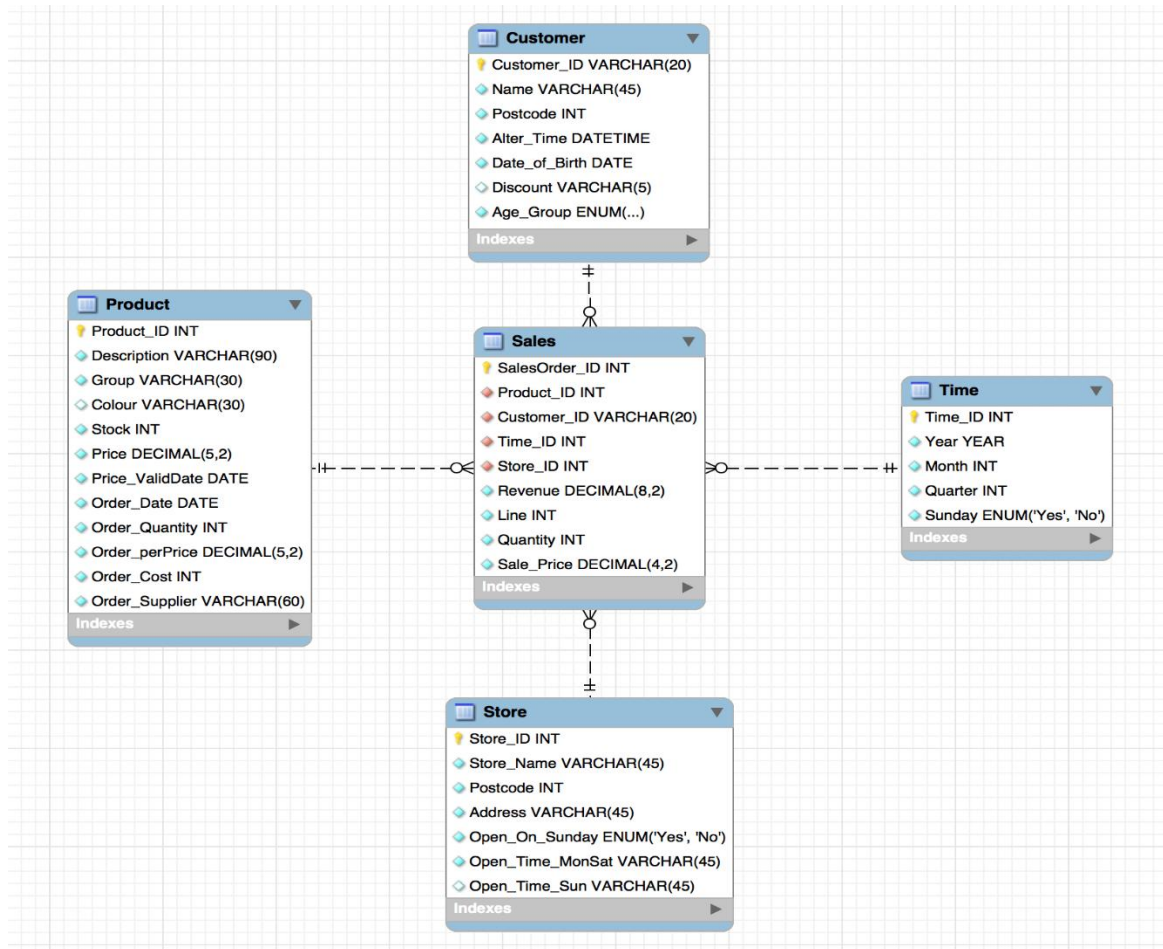 Customer
Customer_ID VARCHAR(20)
Name VARCHAR(45)
Postcode INT
Alter_Time DATETIME
Date_of_Birth DATE
Discount VARCHAR(5)
Age_Group ENUM(...)
Indexes
Product
Product_ID INT
Description VARCHAR(90)
Group VARCHAR(30)
Colour VARCHAR(30)
Stock INT
Price DECIMAL(5,2)
Price_ValidDate DATE
Order_Date DATE
Order_Quantity INT
Order_perPrice DECIMAL(5,2)
Order_Cost INT
Order_Supplier VARCHAR(60)
Indexes
Sales
SalesOrder_ID INT
Product_ID INT
Customer_ID VARCHAR(20)
Time_ID INT
Store_ID INT
Revenue DECIMAL(8,2)
Line INT
Quantity INT
Sale_Price DECIMAL(4,2)
Indexes
Time
Time_ID INT
Year YEAR
Month INT
Quarter INT
Sunday ENUM('Yes', 'No')
Indexes
Store
Store_ID INT
Store_Name VARCHAR(45)
Postcode INT
Address VARCHAR(45)
Open_On_Sunday ENUM('Yes', 'No')
Open_Time_MonSat VARCHAR(45)
Open_Time_Sun VARCHAR(45)
Indexes